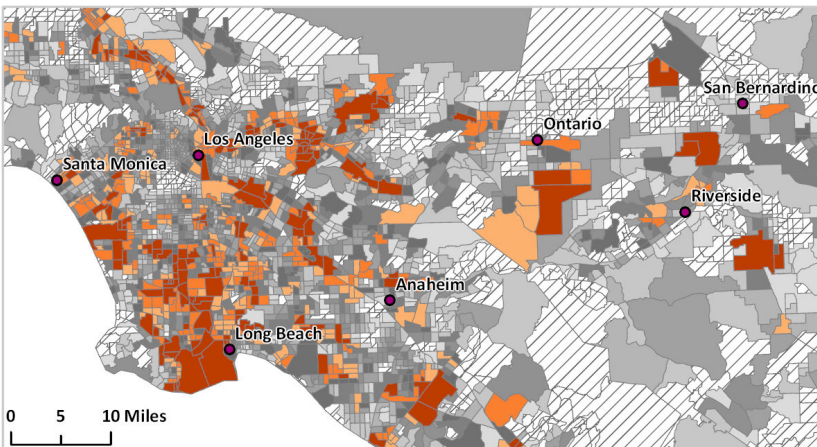 San Bernardino
Ontario
Los Angeles
Santa Monica
Riverside
Anaheim
Long Beach
0 5 10 Miles